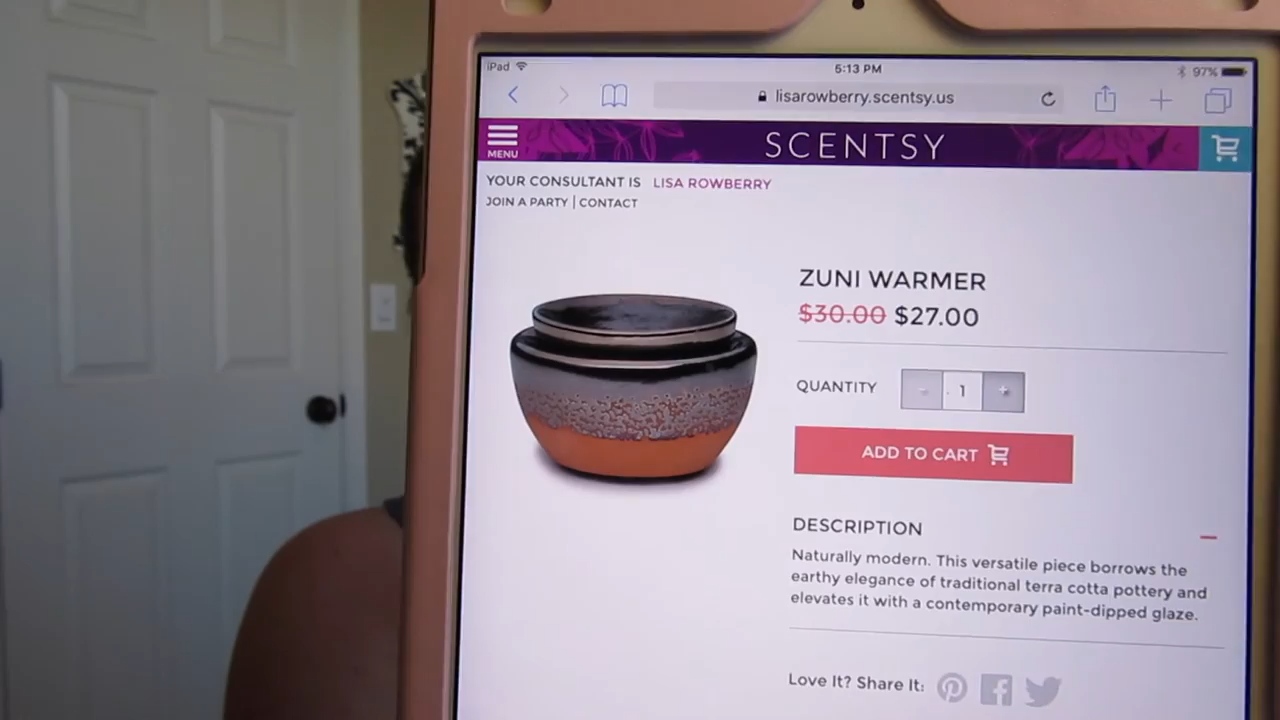 iPad
5:13 PM
97%
lisarowberry.scentsy.us
MENU
SCENTSY
YOUR CONSULTANT IS LISA ROWBERRY
JOIN A PARTY | CONTACT
ZUNI WARMER
$30.00 $27.00
QUANTITY
- 1 +
ADD TO CART
DESCRIPTION
Naturally modern. This versatile piece borrows the
earthy elegance of traditional terra cotta pottery and
elevates it with a contemporary paint-dipped glaze.
Love It? Share It: